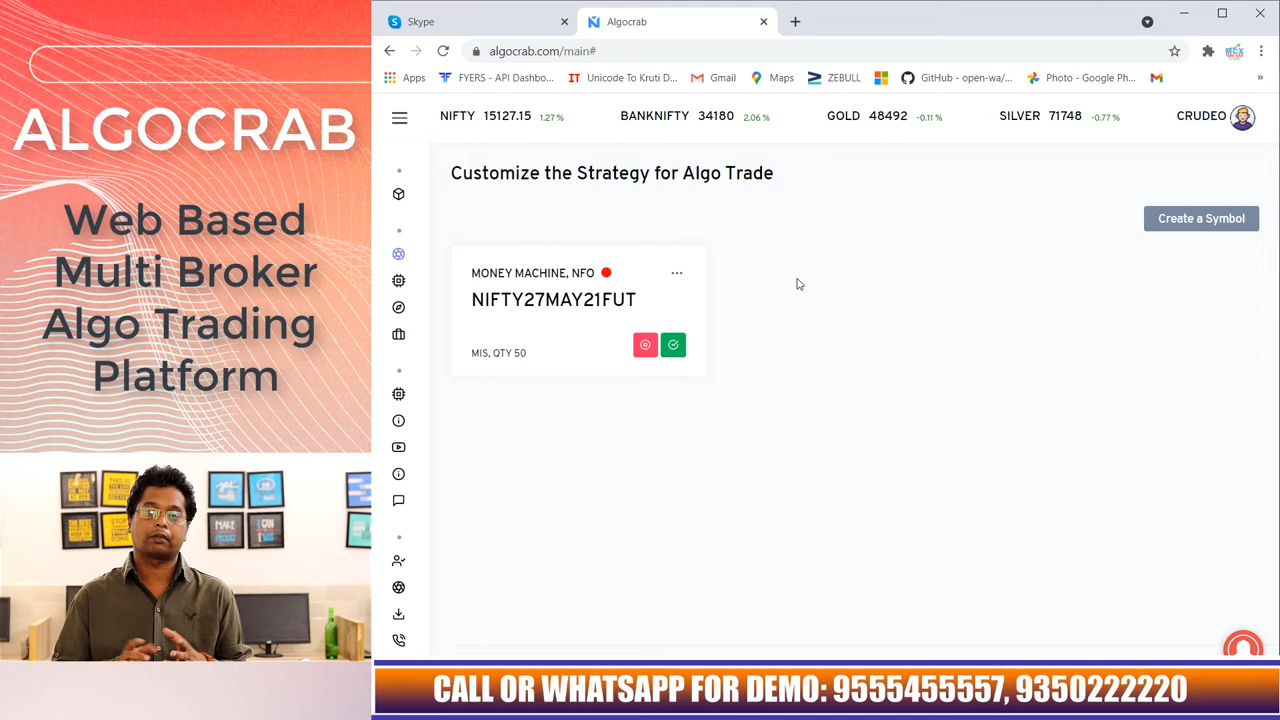 ALGOCRAB
Web Based
Multi Broker
Algo Trading
Platform
Skype
Algocrab
algocrab.com/main#
Apps
FYERS - API Dashbo...
Unicode To Kruti D...
Gmail
Maps
ZEBULL
GitHub - open-wa/...
Photo - Google Ph...
»
NIFTY 15127.15 1.27 %
BANKNIFTY 34180 2.06 %
GOLD 48492 -0.11 %
SILVER 71748 -0.77 %
CRUDEO
Customize the Strategy for Algo Trade
Create a Symbol
MONEY MACHINE, NFO
NIFTY27MAY21FUT
MIS, QTY 50
CALL OR WHATSAPP FOR DEMO: 9555455557, 9350222220